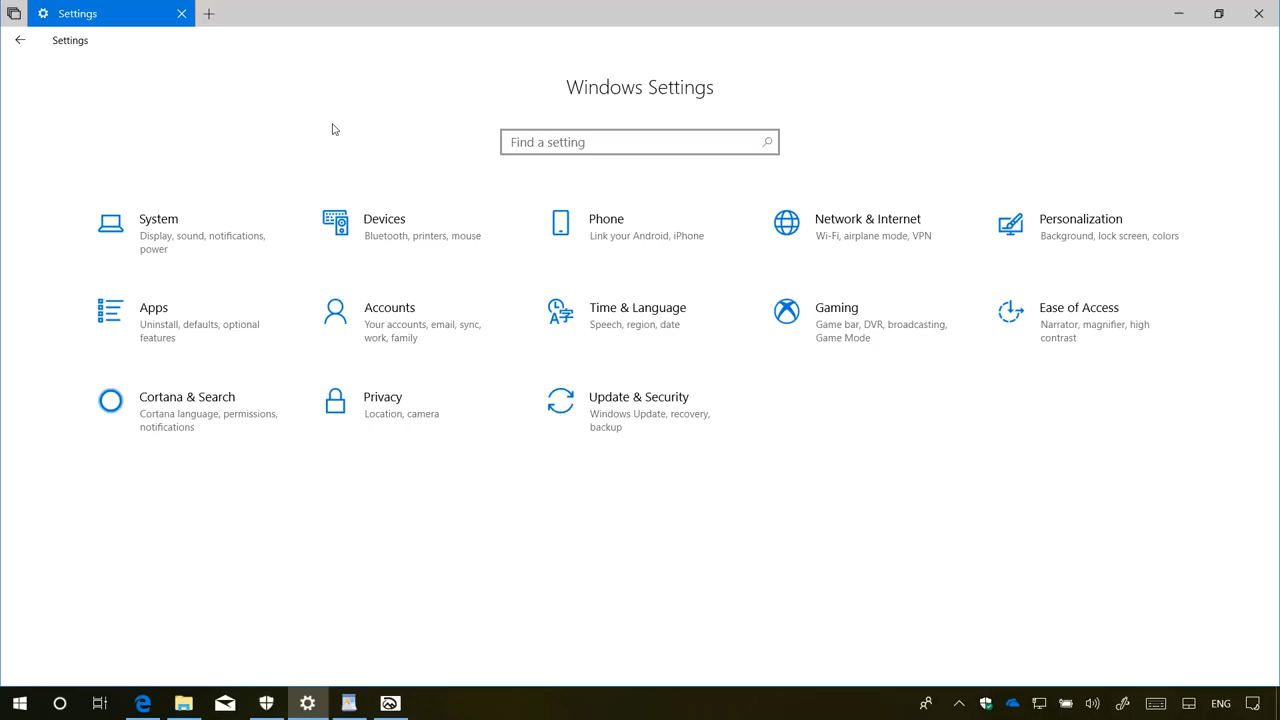 Settings
Settings
Windows Settings
Find a setting
System
Display, sound, notifications,
power
Devices
Bluetooth, printers, mouse
Phone
Link your Android, iPhone
Network & Internet
Wi-Fi, airplane mode, VPN
Personalization
Background, lock screen, colors
Apps
Uninstall, defaults, optional
features
Accounts
Your accounts, email, sync,
work, family
Time & Language
Speech, region, date
Gaming
Game bar, DVR, broadcasting,
Game Mode
Ease of Access
Narrator, magnifier, high
contrast
Cortana & Search
Cortana language, permissions,
notifications
Privacy
Location, camera
Update & Security
Windows Update, recovery,
backup
ENG